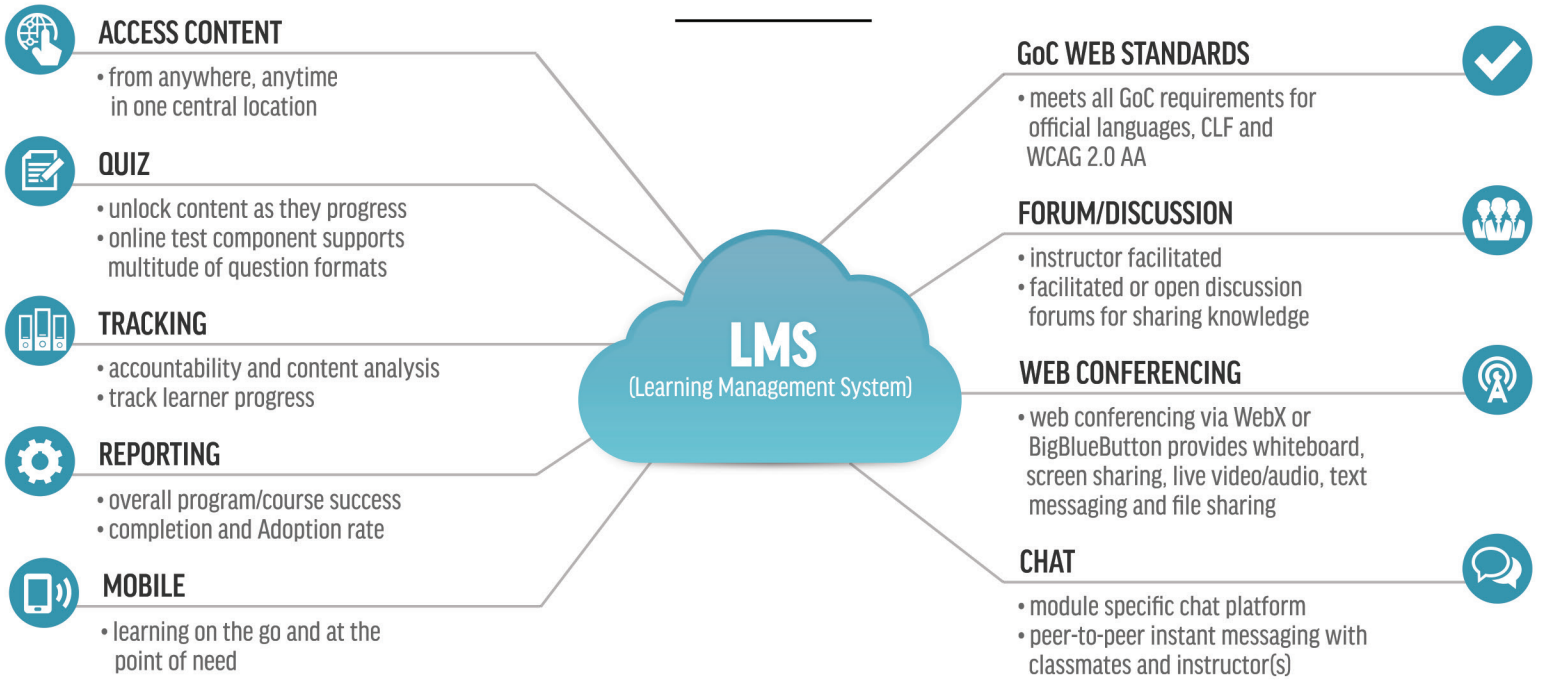 ACCESS CONTENT
• from anywhere, anytime
in one central location
QUIZ
• unlock content as they progress
• online test component supports
multitude of question formats
TRACKING
• accountability and content analysis
• track learner progress
REPORTING
• overall program/course success
• completion and Adoption rate
MOBILE
• learning on the go and at the
point of need
LMS
(Learning Management System)
GoC WEB STANDARDS
• meets all GoC requirements for
official languages, CLF and
WCAG 2.0 AA
FORUM/DISCUSSION
• instructor facilitated
• facilitated or open discussion
forums for sharing knowledge
WEB CONFERENCING
• web conferencing via WebX or
BigBlueButton provides whiteboard,
screen sharing, live video/audio, text
messaging and file sharing
CHAT
• module specific chat platform
• peer-to-peer instant messaging with
classmates and instructor(s)